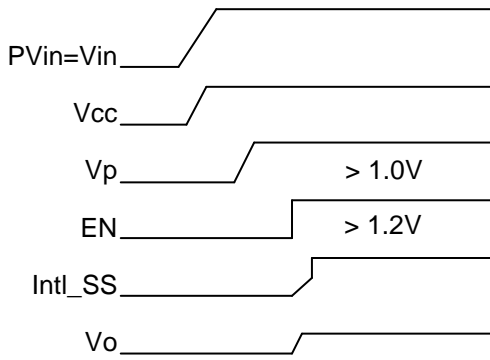 PVin=Vin
Vcc
Vp
> 1.0V
EN
> 1.2V
Intl_SS
Vo